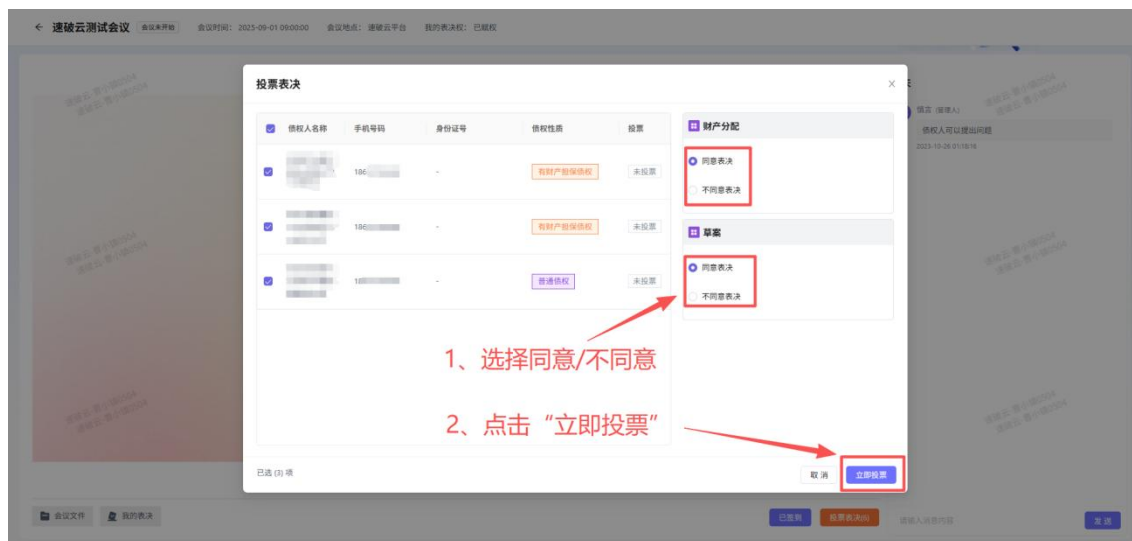 ← 速破云测试会议 会议未开始 会议时间： 2025-09-01 09:00:00 会议地点： 速破云平台 我的表决权： 已赋权
投票表决
债权人名称 手机号码 身份证号 债权性质 投票
186 - 有财产担保债权 未投票
186 - 有财产担保债权 未投票
18 - 普通债权 未投票
已选 (3) 项
财产分配
同意表决
不同意表决
草案
同意表决
不同意表决
1、选择同意/不同意
2、点击“立即投票”
取消 立即投票
(管理人)
债权人可以提出问题
会议文件 我的表决
已签到 投票表决(6)
请输入消息内容 发送